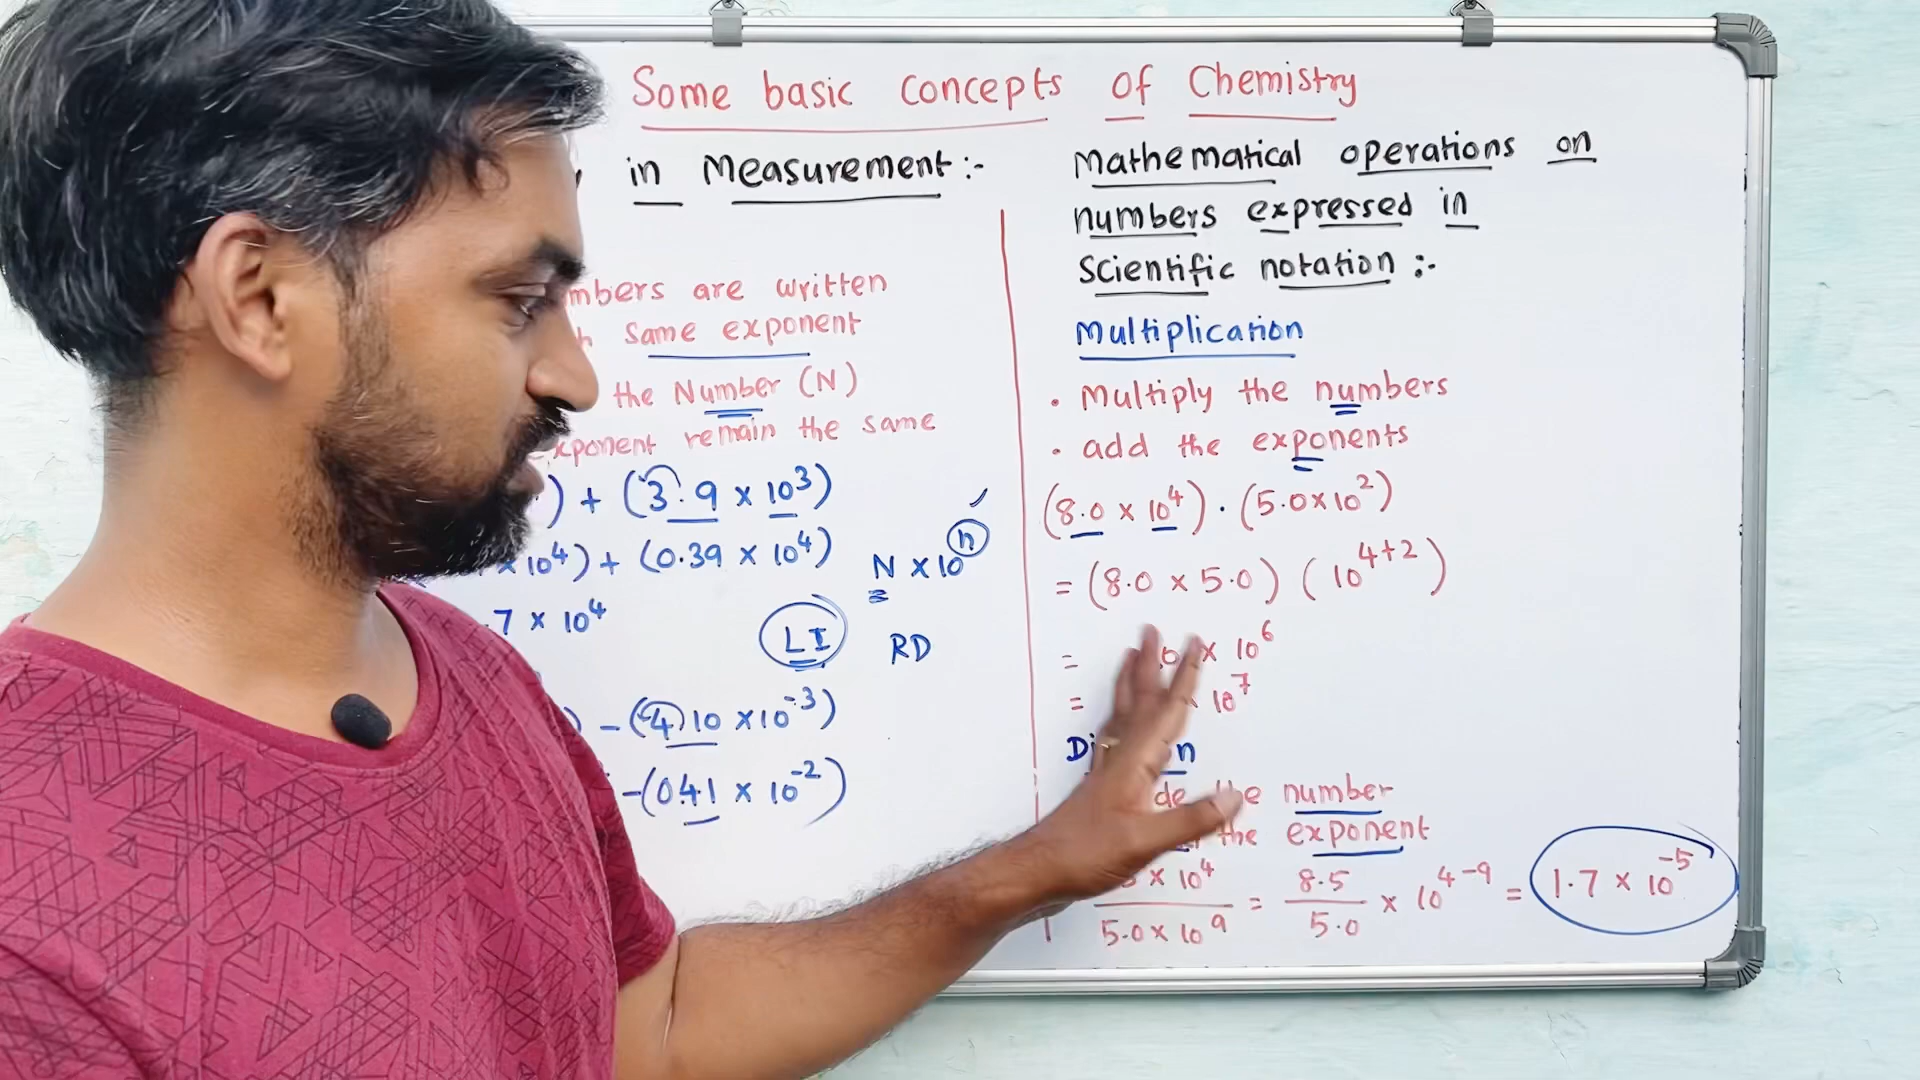 Some basic concepts of Chemistry
in Measurement :-
mbers are written
same exponent
the Number (N)
xponent remain the same
) + (3.9 × 10³)
× 10⁴) + (0.39 × 10⁴)
N × 10ⁿ
.7 × 10⁴
LI RD
) - (4)10 × 10⁻³)
-(0.4.1 × 10⁻²)
Mathematical operations on
numbers expressed in
Scientific notation :-
Multiplication
• Multiply the numbers
• add the exponents
(8.0 × 10⁴) · (5.0×10²)
= (8.0 × 5.0) (10⁴⁺²)
= × 10⁶
= 10⁷
the number
the exponent
× 10⁴ / 5.0 × 10⁹ = 8.5 / 5.0 × 10⁴⁻⁹ = 1.7 × 10⁻⁵